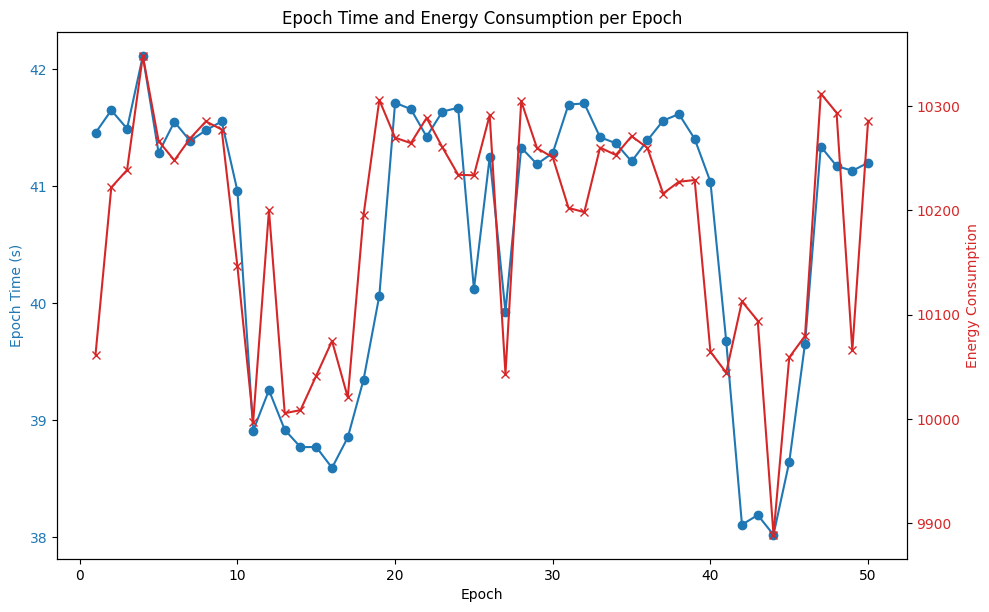 Epoch Time and Energy Consumption per Epoch
Epoch Time (s)
42
41
40
39
38
Energy Consumption
10300
10200
10100
10000
9900
0 10 20 30 40 50
Epoch